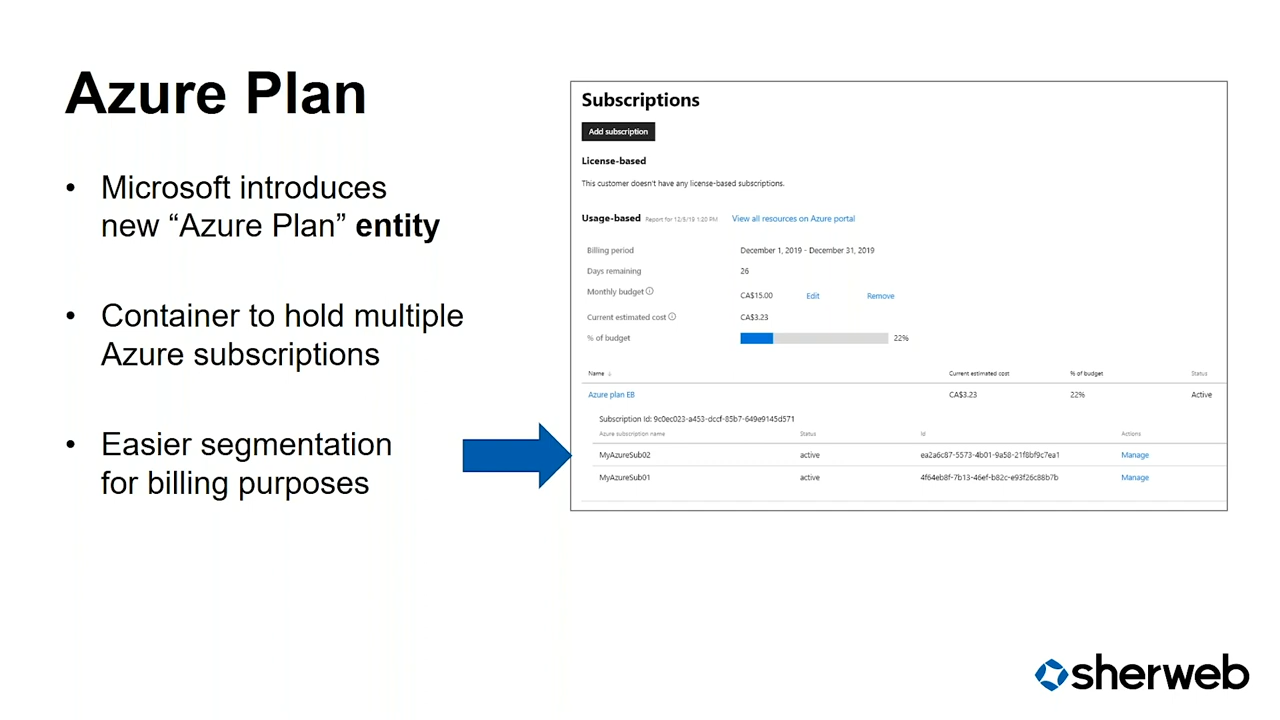 Azure Plan
• Microsoft introduces
new “Azure Plan” entity
• Container to hold multiple
Azure subscriptions
• Easier segmentation
for billing purposes
Subscriptions
Add subscription
License-based
This customer doesn't have any license-based subscriptions.
Usage-based Report for 12/5/19 1:20 PM View all resources on Azure portal
Billing period December 1, 2019 - December 31, 2019
Days remaining 26
Monthly budget CA$15.00 Edit Remove
Current estimated cost CA$3.23
% of budget 22%
Name Current estimated cost % of budget Status
Azure plan EB CA$3.23 22% Active
Subscription Id: 9c0ec023-a453-dccf-85b7-649e9145d571
Azure subscription name Status Id Actions
MyAzureSub02 active ea2a6c87-5573-4b01-9a58-21f8bf9c7ea1 Manage
MyAzureSub01 active 4f64eb8f-7b13-46ef-b82c-e93f26c88b7b Manage
sherweb